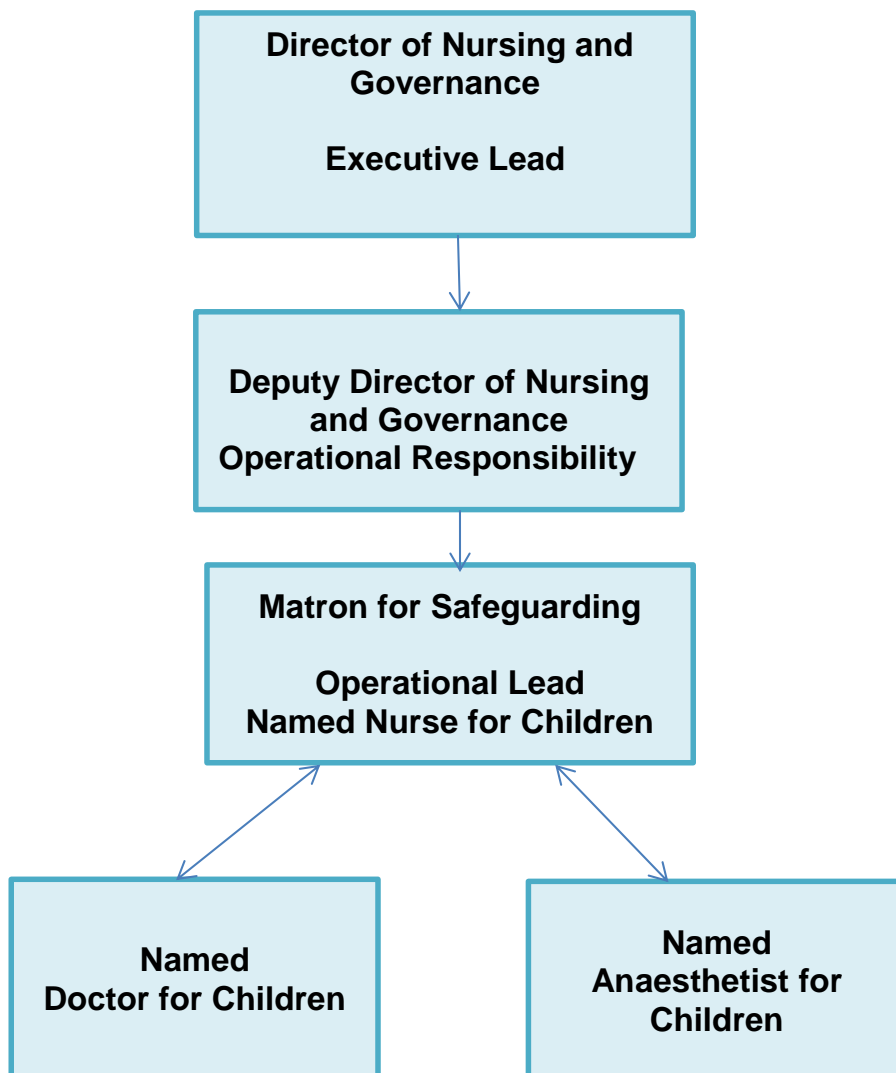 Director of Nursing and
Governance
Executive Lead
Deputy Director of Nursing
and Governance
Operational Responsibility
Matron for Safeguarding
Operational Lead
Named Nurse for Children
Named
Doctor for Children
Named
Anaesthetist for
Children